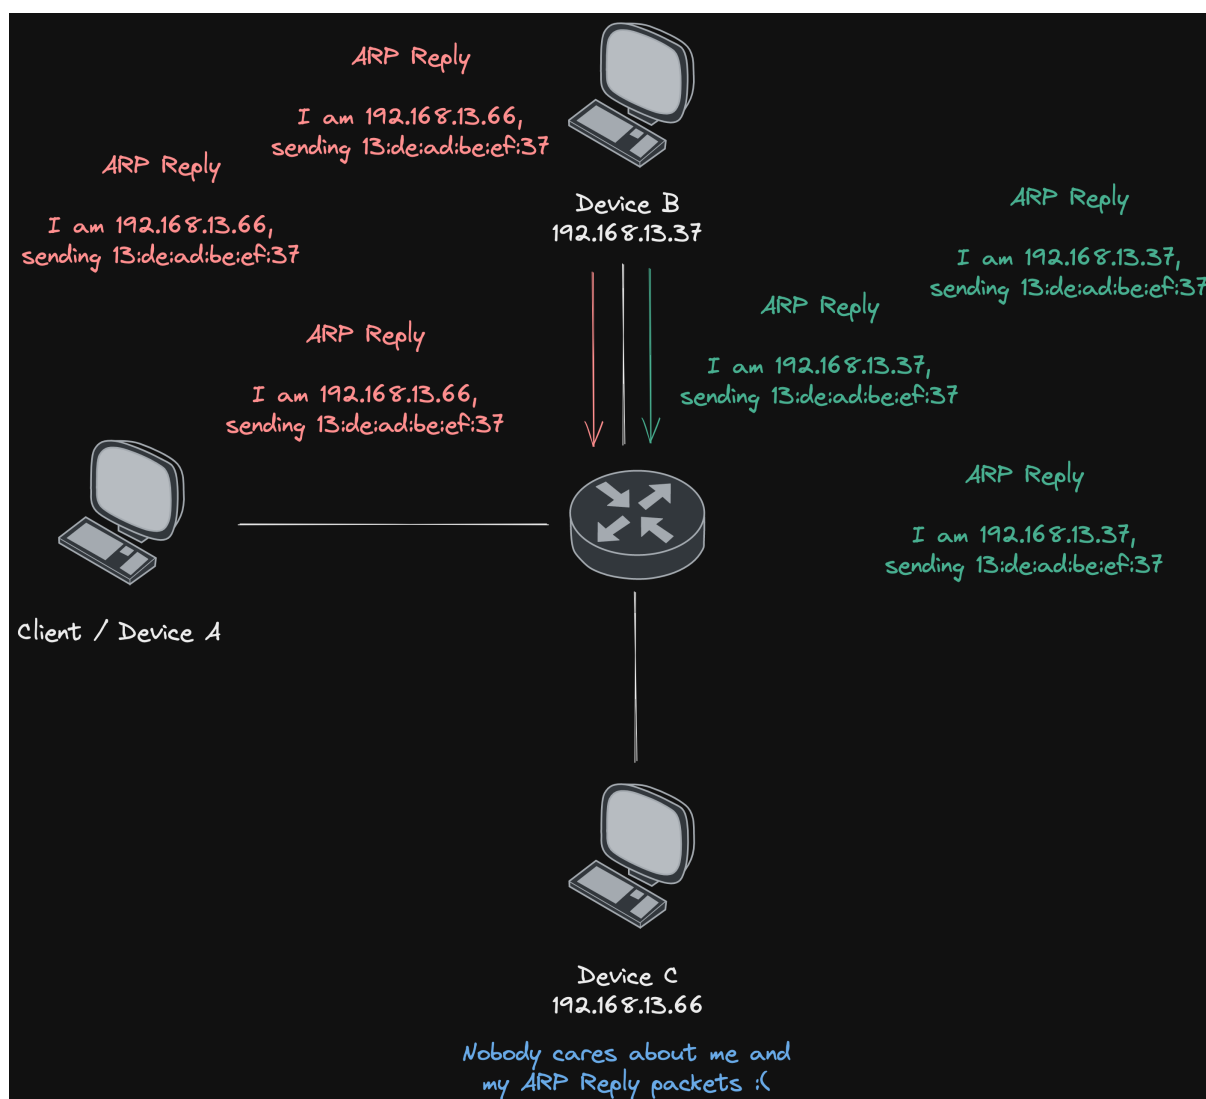 ARP Reply
I am 192.168.13.66,
sending 13:de:ad:be:ef:37
ARP Reply
I am 192.168.13.66,
sending 13:de:ad:be:ef:37
Device B
192.168.13.37
ARP Reply
I am 192.168.13.37,
sending 13:de:ad:be:ef:37
ARP Reply
I am 192.168.13.37,
sending 13:de:ad:be:ef:37
ARP Reply
I am 192.168.13.66,
sending 13:de:ad:be:ef:37
ARP Reply
I am 192.168.13.37,
sending 13:de:ad:be:ef:37
Client / Device A
Device C
192.168.13.66
Nobody cares about me and
my ARP Reply packets :(